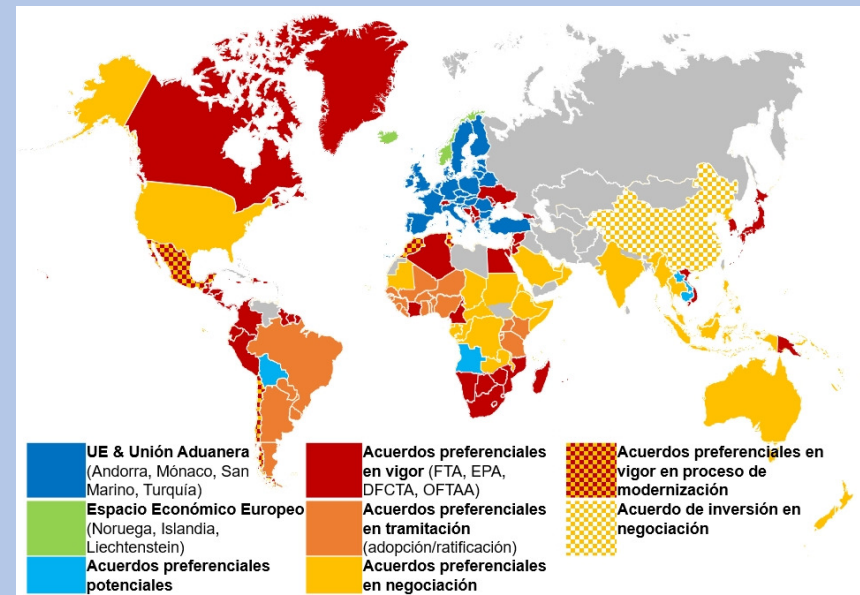 UE & Unión Aduanera
(Andorra, Mónaco, San
Marino, Turquía)
Espacio Económico Europeo
(Noruega, Islandia,
Liechtenstein)
Acuerdos preferenciales
potenciales
Acuerdos preferenciales
en vigor (FTA, EPA,
DFCTA, OFTAA)
Acuerdos preferenciales
en tramitación
(adopción/ratificación)
Acuerdos preferenciales
en negociación
Acuerdos preferenciales en
vigor en proceso de
modernización
Acuerdo de inversión en
negociación